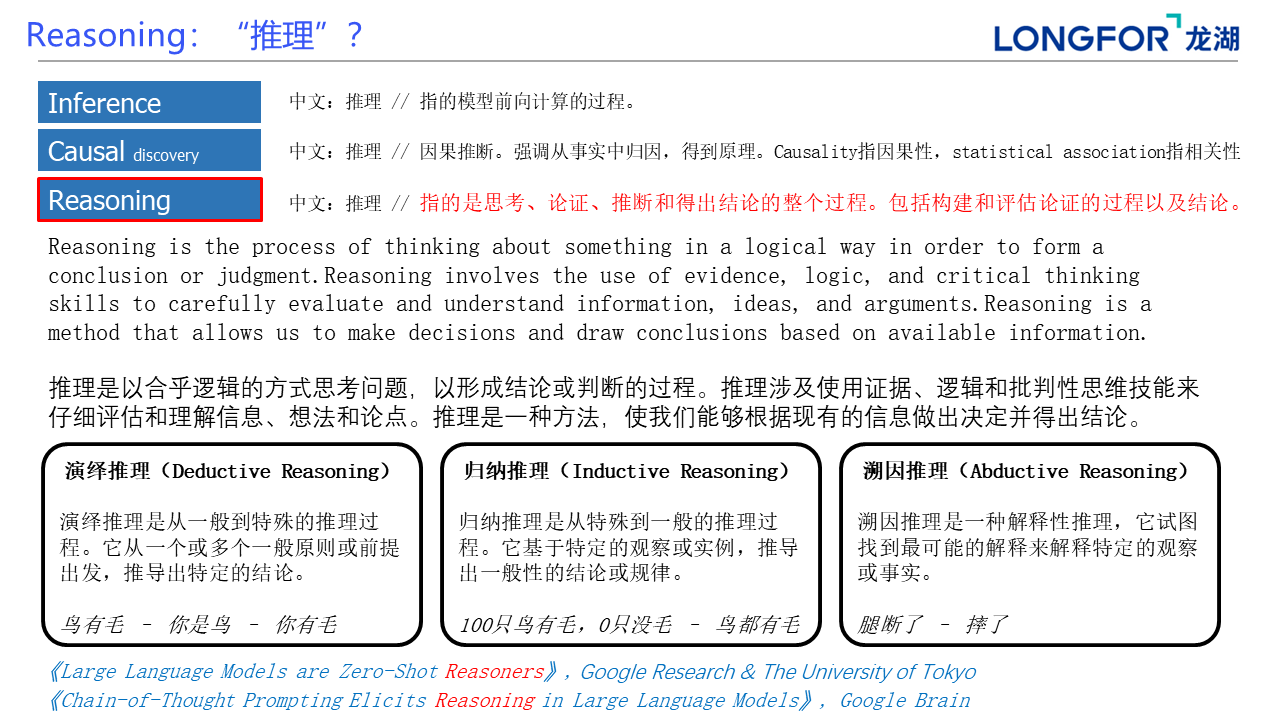 Reasoning：“推理”？
LONGFOR 龙湖
Inference
中文：推理 // 指的模型前向计算的过程。
Causal discovery
中文：推理 // 因果推断。强调从事实中归因，得到原理。Causality指因果性，statistical association指相关性
Reasoning
中文：推理 // 指的是思考、论证、推断和得出结论的整个过程。包括构建和评估论证的过程以及结论。
Reasoning is the process of thinking about something in a logical way in order to form a
conclusion or judgment.Reasoning involves the use of evidence, logic, and critical thinking
skills to carefully evaluate and understand information, ideas, and arguments.Reasoning is a
method that allows us to make decisions and draw conclusions based on available information.
推理是以合乎逻辑的方式思考问题，以形成结论或判断的过程。推理涉及使用证据、逻辑和批判性思维技能来
仔细评估和理解信息、想法和论点。推理是一种方法，使我们能够根据现有的信息做出决定并得出结论。
演绎推理（Deductive Reasoning）
演绎推理是从一般到特殊的推理过
程。它从一个或多个一般原则或前提
出发，推导出特定的结论。
鸟有毛 – 你是鸟 – 你有毛
归纳推理（Inductive Reasoning）
归纳推理是从特殊到一般的推理过
程。它基于特定的观察或实例，推导
出一般性的结论或规律。
100只鸟有毛，0只没毛 – 鸟都有毛
溯因推理（Abductive Reasoning）
溯因推理是一种解释性推理，它试图
找到最可能的解释来解释特定的观察
或事实。
腿断了 – 摔了
《Large Language Models are Zero-Shot Reasoners》，Google Research & The University of Tokyo
《Chain-of-Thought Prompting Elicits Reasoning in Large Language Models》，Google Brain